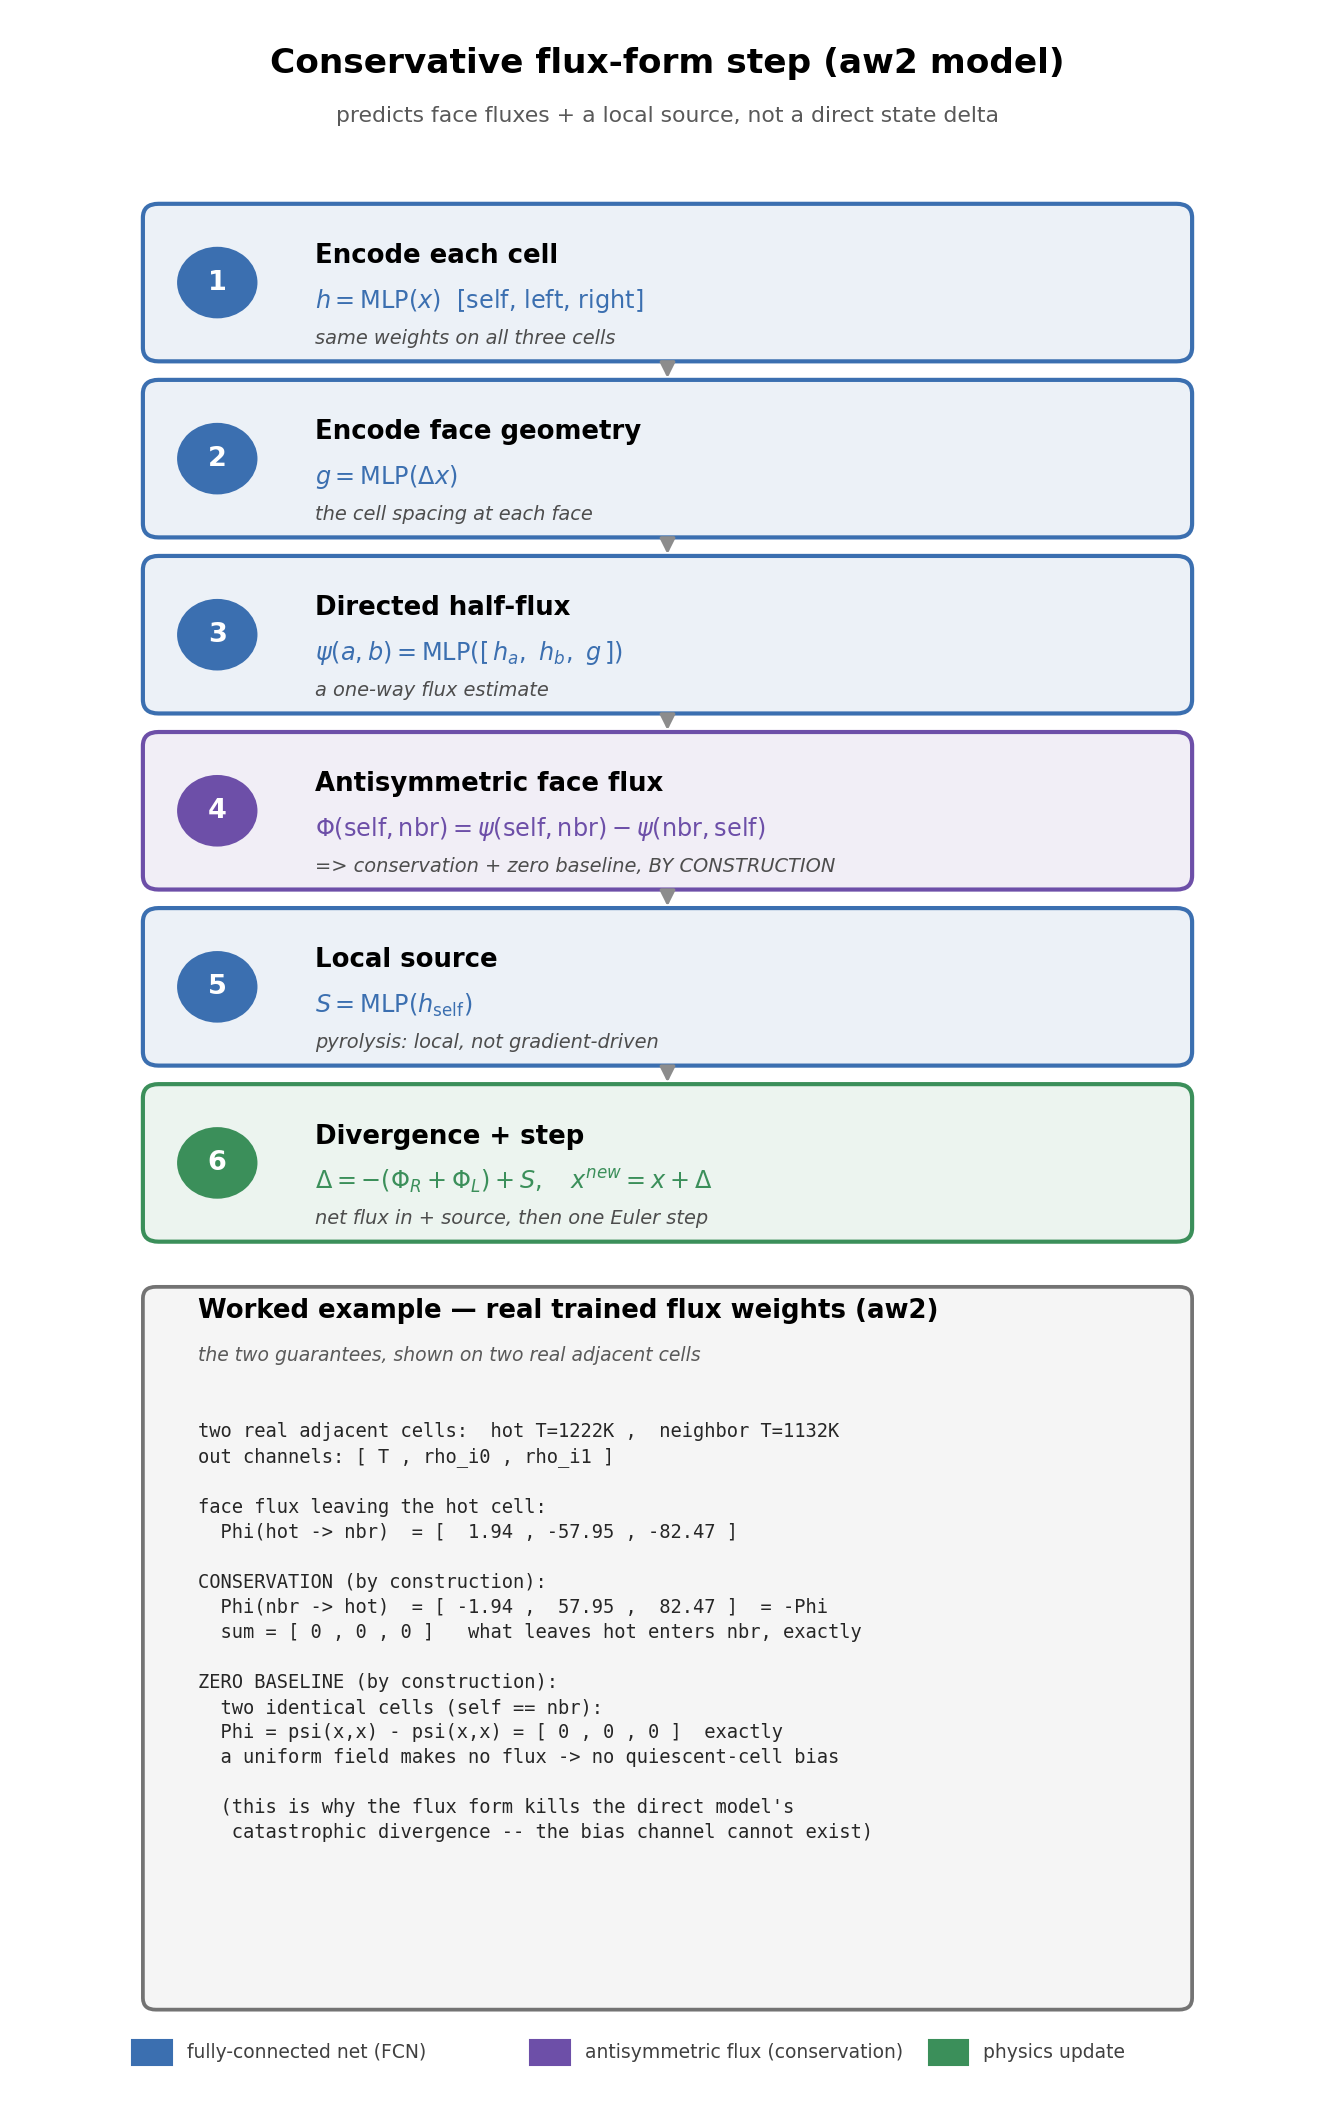 Conservative flux-form step (aw2 model)
predicts face fluxes + a local source, not a direct state delta
1
Encode each cell
h = MLP(x)  [self, left, right]
same weights on all three cells
2
Encode face geometry
g = MLP(Δx)
the cell spacing at each face
3
Directed half-flux
ψ(a, b) = MLP([ h_a,  h_b,  g ])
a one-way flux estimate
4
Antisymmetric face flux
Φ(self, nbr) = ψ(self, nbr) − ψ(nbr, self)
=> conservation + zero baseline, BY CONSTRUCTION
5
Local source
S = MLP(h_self)
pyrolysis: local, not gradient-driven
6
Divergence + step
Δ = −(Φ_R + Φ_L) + S,    x^new = x + Δ
net flux in + source, then one Euler step
Worked example — real trained flux weights (aw2)
the two guarantees, shown on two real adjacent cells
two real adjacent cells:  hot T=1222K ,  neighbor T=1132K
out channels: [ T , rho_i0 , rho_i1 ]
face flux leaving the hot cell:
  Phi(hot -> nbr)  = [  1.94 , -57.95 , -82.47 ]
CONSERVATION (by construction):
  Phi(nbr -> hot)  = [ -1.94 ,  57.95 ,  82.47 ]  = -Phi
  sum = [ 0 , 0 , 0 ]   what leaves hot enters nbr, exactly
ZERO BASELINE (by construction):
  two identical cells (self == nbr):
  Phi = psi(x,x) - psi(x,x) = [ 0 , 0 , 0 ]  exactly
  a uniform field makes no flux -> no quiescent-cell bias
  (this is why the flux form kills the direct model's
   catastrophic divergence -- the bias channel cannot exist)
fully-connected net (FCN)
antisymmetric flux (conservation)
physics update